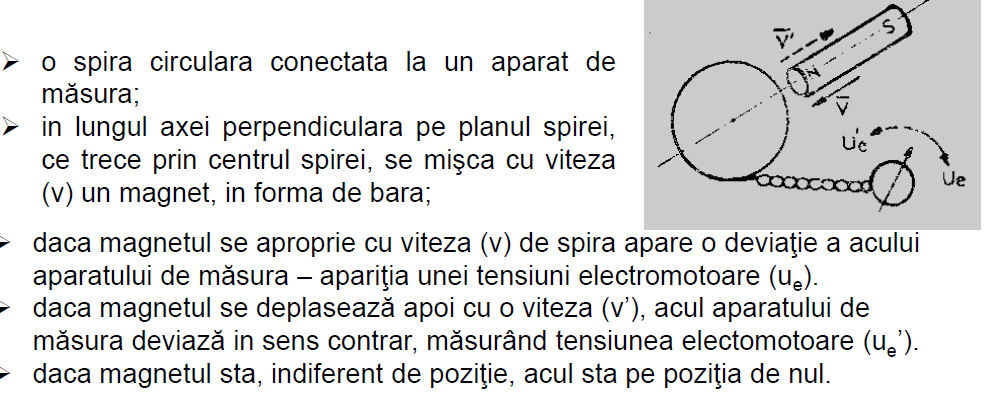 ➢ o spira circulara conectata la un aparat de
măsura;
➢ in lungul axei perpendiculara pe planul spirei,
ce trece prin centrul spirei, se mişca cu viteza
(v) un magnet, in forma de bara;
V'
S
N
V
U'e
Ue
➢ daca magnetul se aproprie cu viteza (v) de spira apare o deviaţie a acului
aparatului de măsura – apariţia unei tensiuni electromotoare (ue).
➢ daca magnetul se deplasează apoi cu o viteza (v’), acul aparatului de
măsura deviază in sens contrar, măsurând tensiunea electomotoare (ue’).
➢ daca magnetul sta, indiferent de poziţie, acul sta pe poziţia de nul.